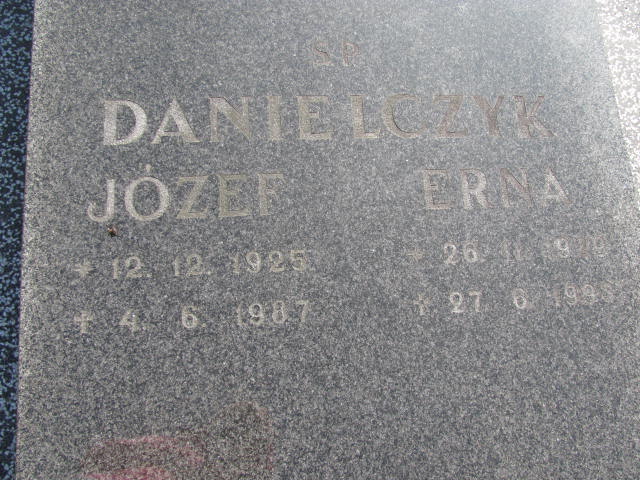 ŚP
DANIELCZYK
JÓZEF ERNA
* 12. 12. 1925 * 26. 11.
✝ 4. 6. 1987 ✝ 27. 6.